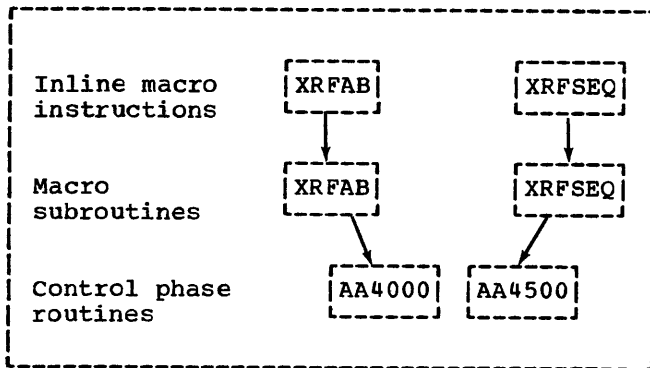 Inline macro XRFAB XRFSEQ
instructions
Macro XRFAB XRFSEQ
subroutines
Control phase AA4000 AA4500
routines